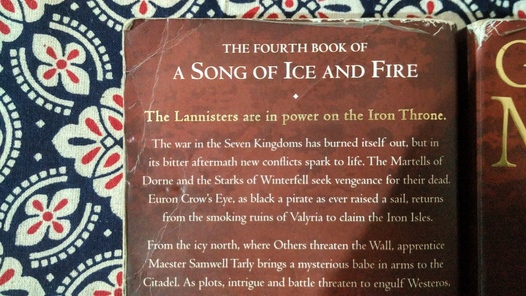 THE FOURTH BOOK OF
A SONG OF ICE AND FIRE
The Lannisters are in power on the Iron Throne.
The war in the Seven Kingdoms has burned itself out, but in
its bitter aftermath new conflicts spark to life. The Martells of
Dorne and the Starks of Winterfell seek vengeance for their dead.
Euron Crow's Eye, as black a pirate as ever raised a sail, returns
from the smoking ruins of Valyria to claim the Iron Isles.
From the icy north, where Others threaten the Wall, apprentice
Maester Samwell Tarly brings a mysterious babe in arms to the
Citadel. As plots, intrigue and battle threaten to engulf Westeros,